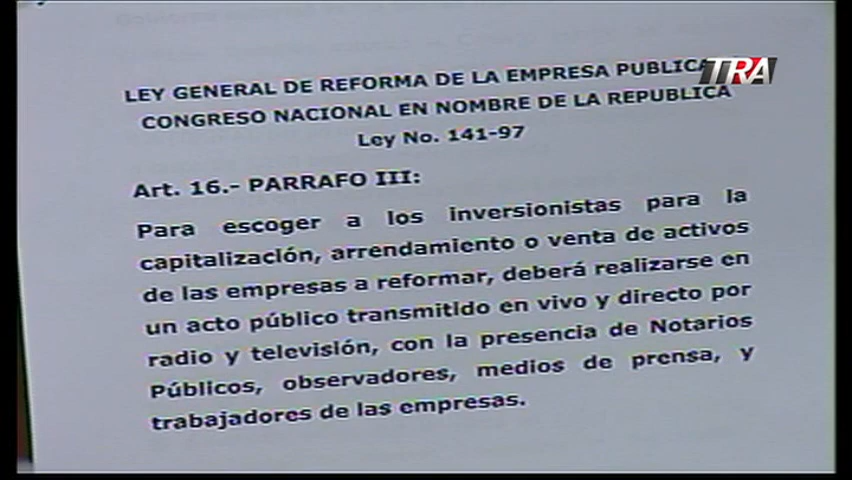 LEY GENERAL DE REFORMA DE LA EMPRESA PUBLICA
TRA
CONGRESO NACIONAL EN NOMBRE DE LA REPUBLICA
Ley No. 141-97
Art. 16.- PARRAFO III:
Para escoger a los inversionistas para la
capitalización, arrendamiento o venta de activos
de las empresas a reformar, deberá realizarse en
un acto público transmitido en vivo y directo por
radio y televisión, con la presencia de Notarios
Públicos, observadores, medios de prensa, y
trabajadores de las empresas.